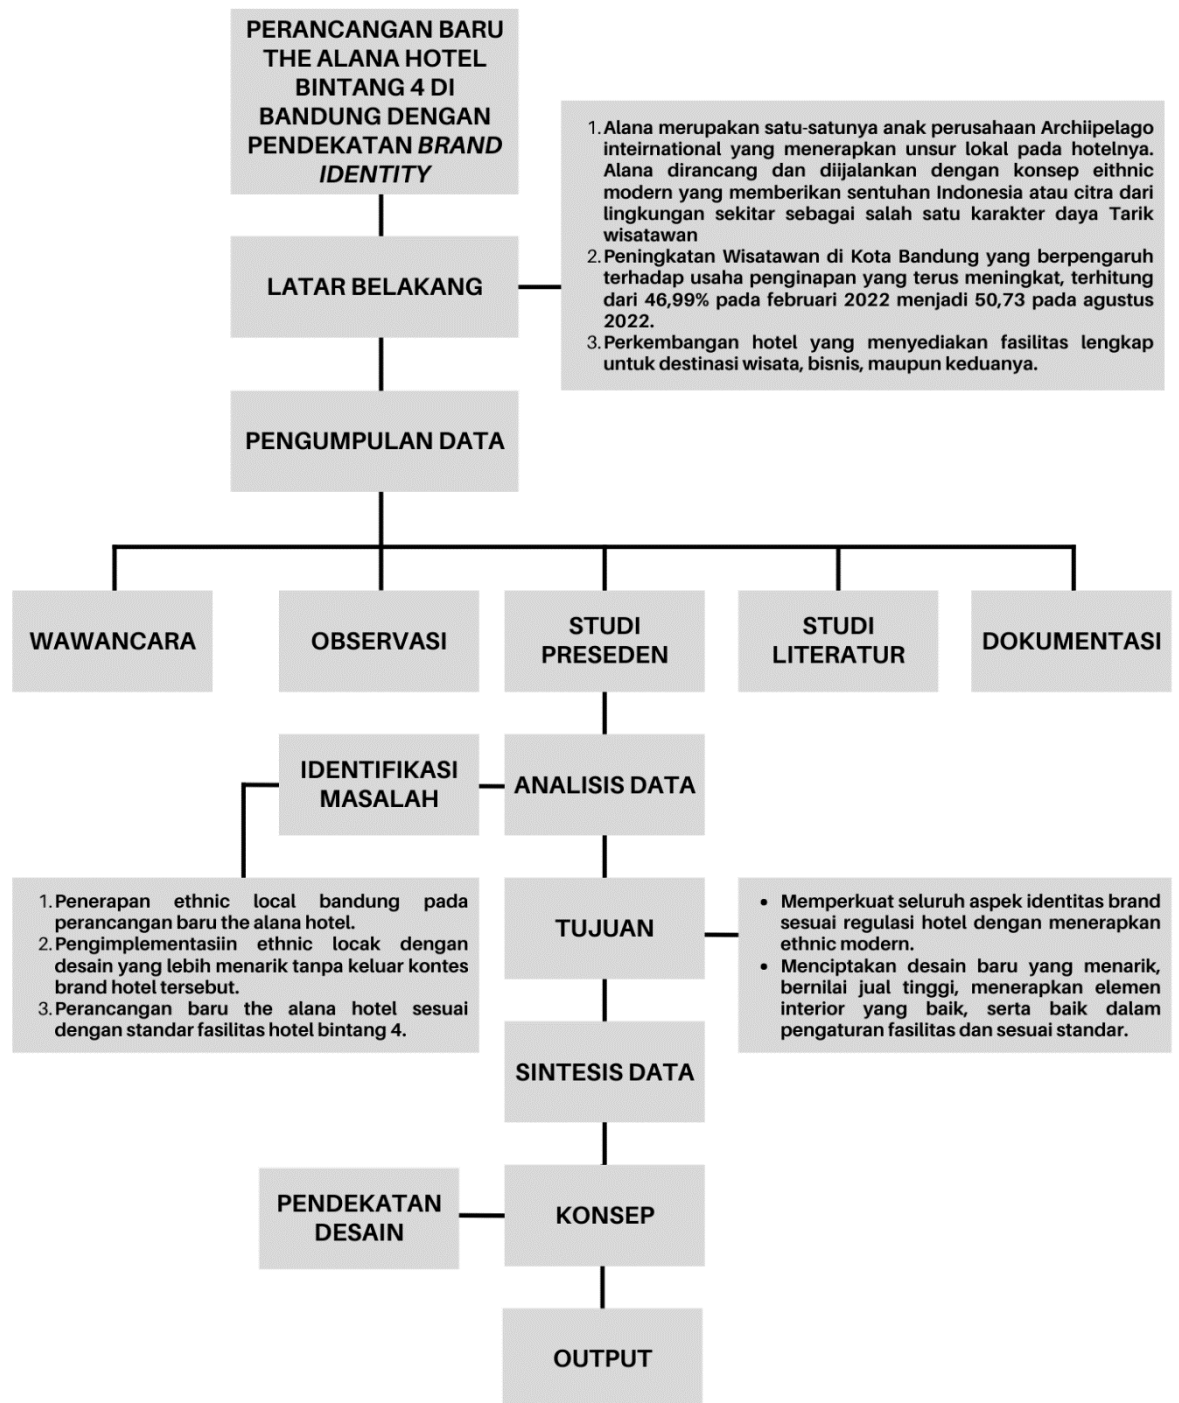 PERANCANGAN BARU
THE ALANA HOTEL
BINTANG 4 DI
BANDUNG DENGAN
PENDEKATAN BRAND
IDENTITY
LATAR BELAKANG
1. Alana merupakan satu-satunya anak perusahaan Archiipelago
inteirnational yang menerapkan unsur lokal pada hotelnya.
Alana dirancang dan diijalankan dengan konsep eithnic
modern yang memberikan sentuhan Indonesia atau citra dari
lingkungan sekitar sebagai salah satu karakter daya Tarik
wisatawan
2. Peningkatan Wisatawan di Kota Bandung yang berpengaruh
terhadap usaha penginapan yang terus meningkat, terhitung
dari 46,99% pada februari 2022 menjadi 50,73 pada agustus
2022.
3. Perkembangan hotel yang menyediakan fasilitas lengkap
untuk destinasi wisata, bisnis, maupun keduanya.
PENGUMPULAN DATA
WAWANCARA
OBSERVASI
STUDI
PRESEDEN
STUDI
LITERATUR
DOKUMENTASI
IDENTIFIKASI
MASALAH
ANALISIS DATA
1. Penerapan ethnic local bandung pada
perancangan baru the alana hotel.
2. Pengimplementasiin ethnic locak dengan
desain yang lebih menarik tanpa keluar kontes
brand hotel tersebut.
3. Perancangan baru the alana hotel sesuai
dengan standar fasilitas hotel bintang 4.
TUJUAN
• Memperkuat seluruh aspek identitas brand
sesuai regulasi hotel dengan menerapkan
ethnic modern.
• Menciptakan desain baru yang menarik,
bernilai jual tinggi, menerapkan elemen
interior yang baik, serta baik dalam
pengaturan fasilitas dan sesuai standar.
SINTESIS DATA
PENDEKATAN
DESAIN
KONSEP
OUTPUT